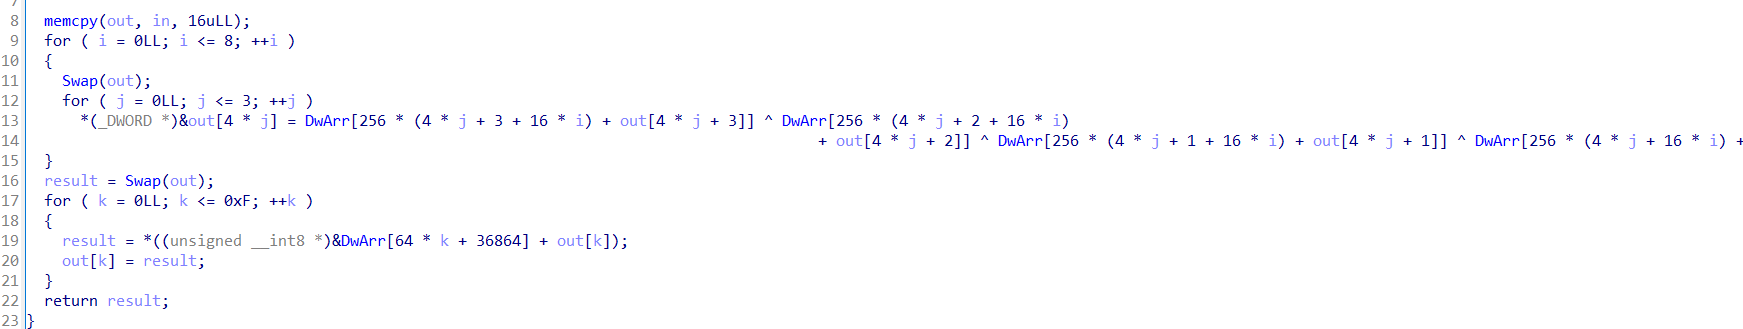 8 memcpy(out, in, 16uLL);
9 for ( i = 0LL; i <= 8; ++i )
10 {
11 Swap(out);
12 for ( j = 0LL; j <= 3; ++j )
13 *(_DWORD *)&out[4 * j] = DwArr[256 * (4 * j + 3 + 16 * i) + out[4 * j + 3]] ^ DwArr[256 * (4 * j + 2 + 16 * i)
14 + out[4 * j + 2]] ^ DwArr[256 * (4 * j + 1 + 16 * i) + out[4 * j + 1]] ^ DwArr[256 * (4 * j + 16 * i) +
15 }
16 result = Swap(out);
17 for ( k = 0LL; k <= 0xF; ++k )
18 {
19 result = *((unsigned __int8 *)&DwArr[64 * k + 36864] + out[k]);
20 out[k] = result;
21 }
22 return result;
23 }